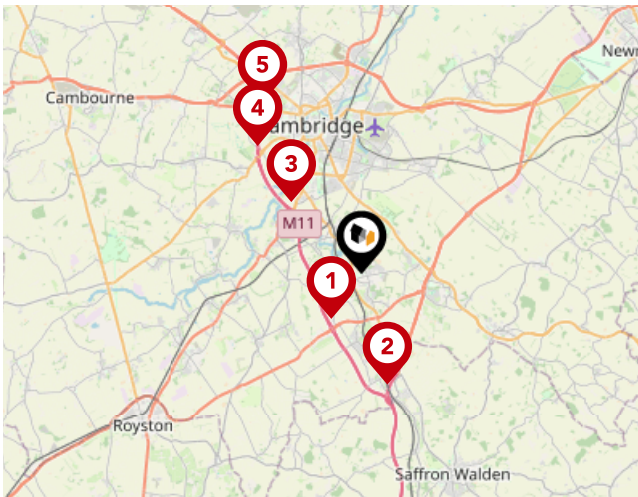 5
Newm
Cambourne
4
ambridge
3
M11
1
2
Royston
Saffron Walden